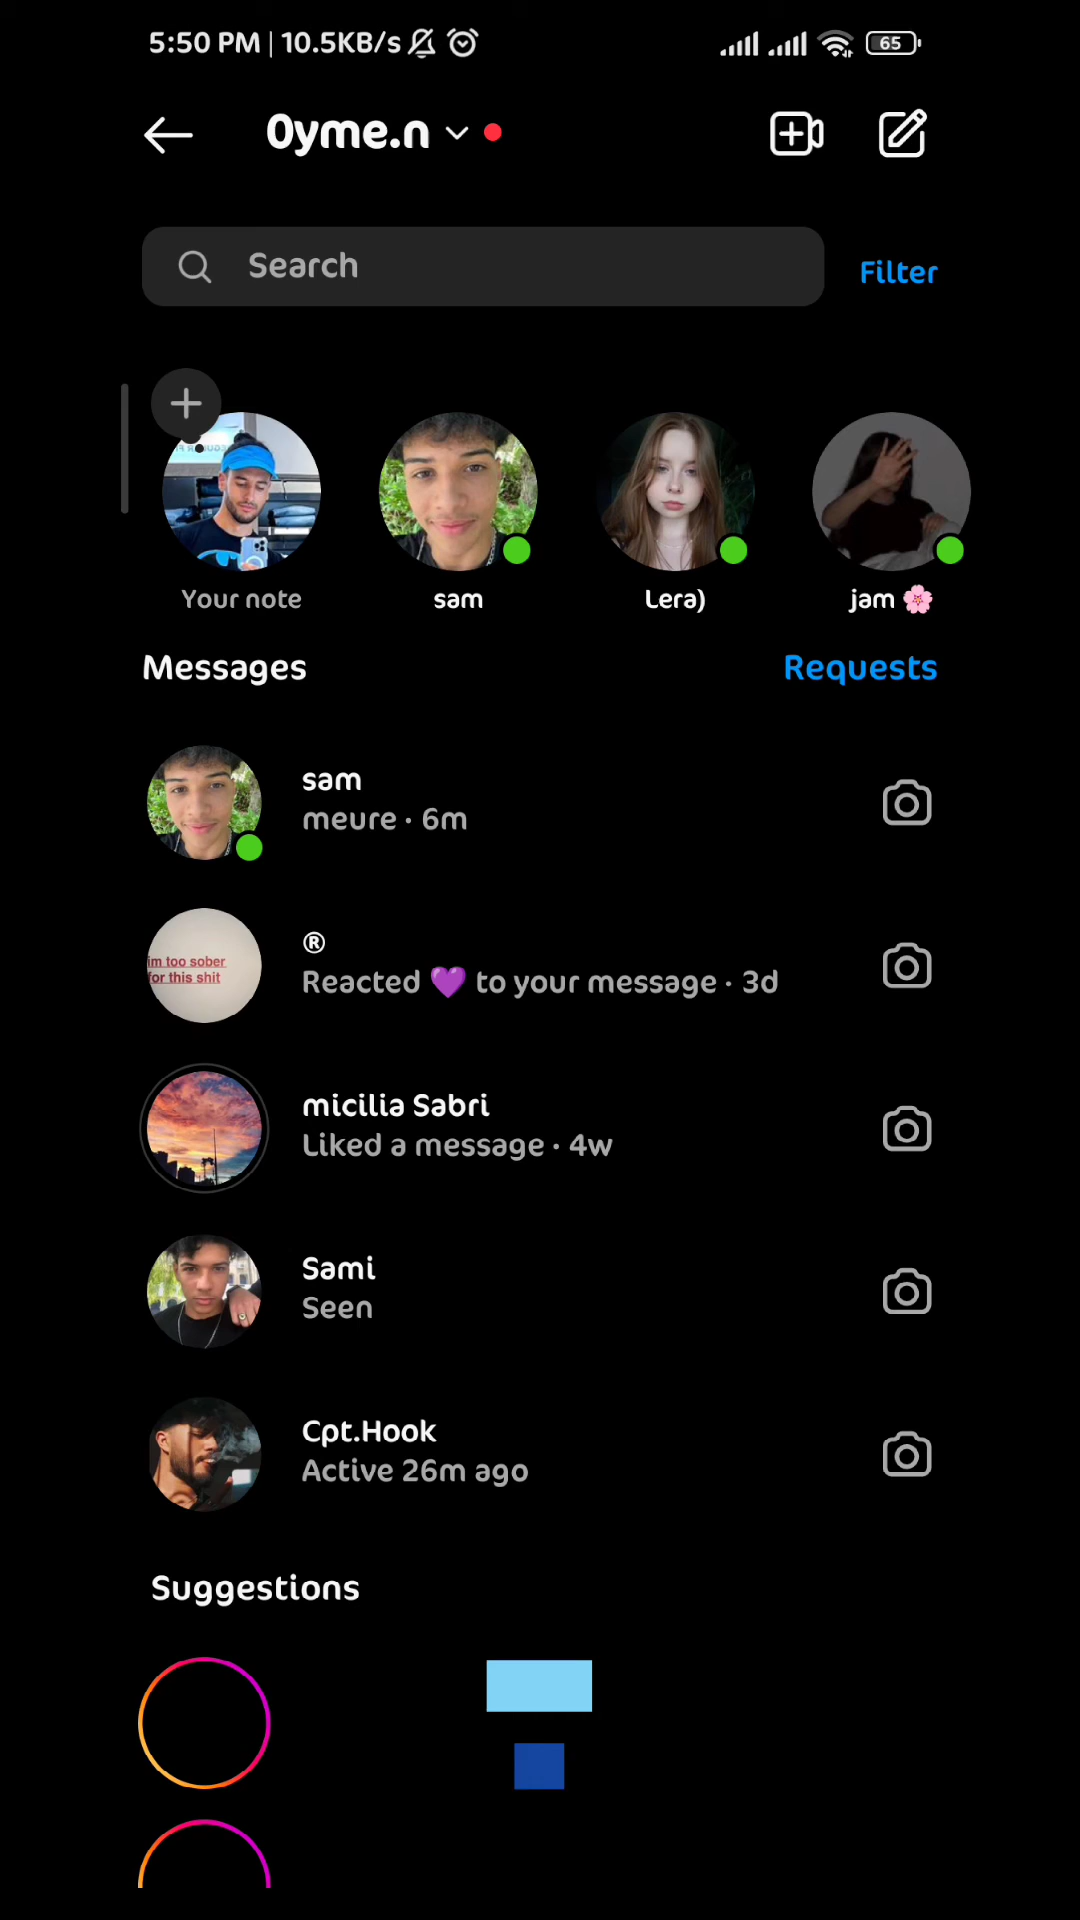 5:50 PM | 10.5KB/s
65
0yme.n
Search
Filter
Your note
sam
Lera)
jam 🌸
Messages
Requests
sam
meure · 6m
im too sober
for this shit
®
Reacted 💜 to your message · 3d
micilia Sabri
Liked a message · 4w
Sami
Seen
Cpt.Hook
Active 26m ago
Suggestions